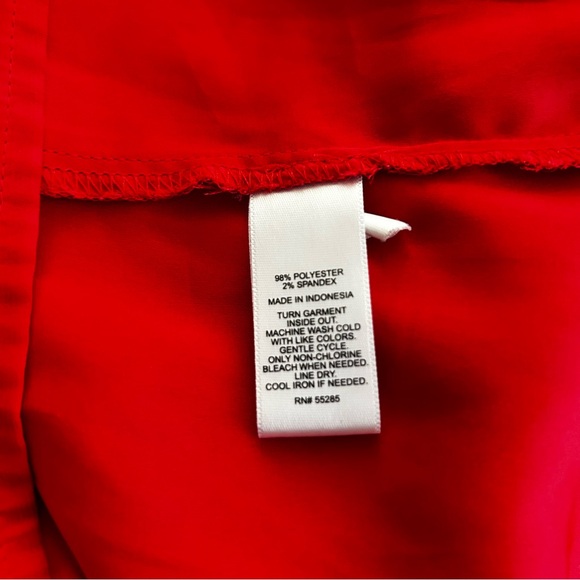 98% POLYESTER
2% SPANDEX
MADE IN INDONESIA
TURN GARMENT
INSIDE OUT.
MACHINE WASH COLD
WITH LIKE COLORS.
GENTLE CYCLE.
ONLY NON-CHLORINE
BLEACH WHEN NEEDED.
LINE DRY.
COOL IRON IF NEEDED.
RN# 55285